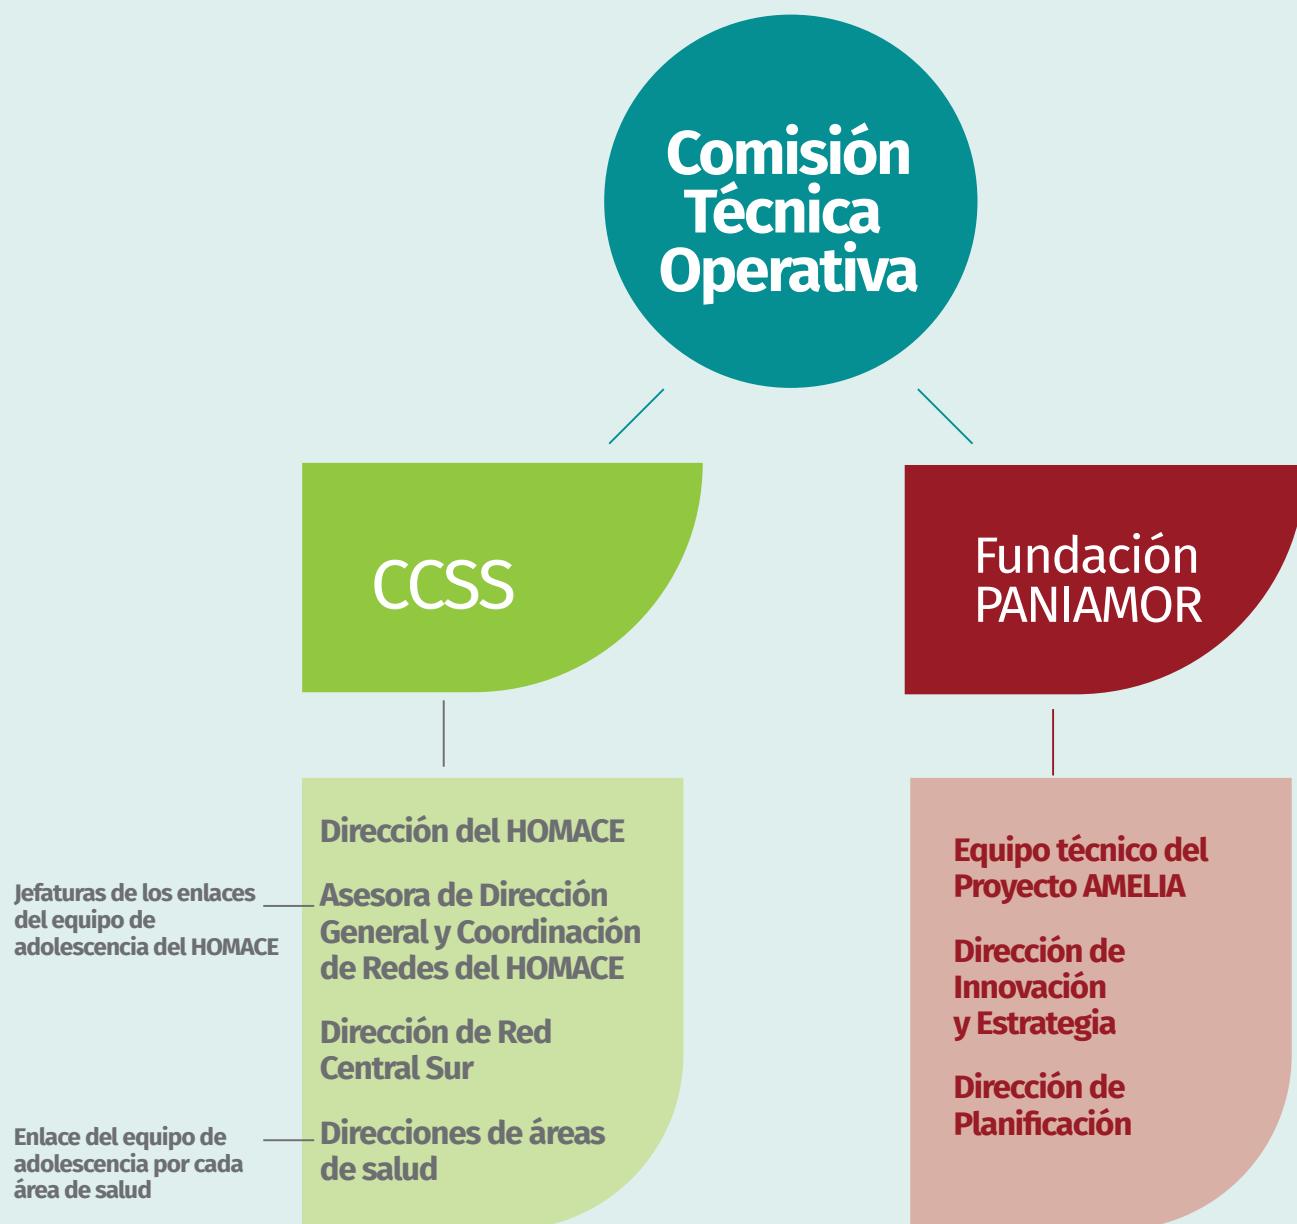 Comisión
Técnica
Operativa
CCSS
Fundación
PANIAMOR
Dirección del HOMACE
Asesora de Dirección
General y Coordinación
de Redes del HOMACE
Dirección de Red
Central Sur
Direcciones de áreas
de salud
Jefaturas de los enlaces
del equipo de
adolescencia del HOMACE
Enlace del equipo de
adolescencia por cada
área de salud
Equipo técnico del
Proyecto AMELIA
Dirección de
Innovación
y Estrategia
Dirección de
Planificación